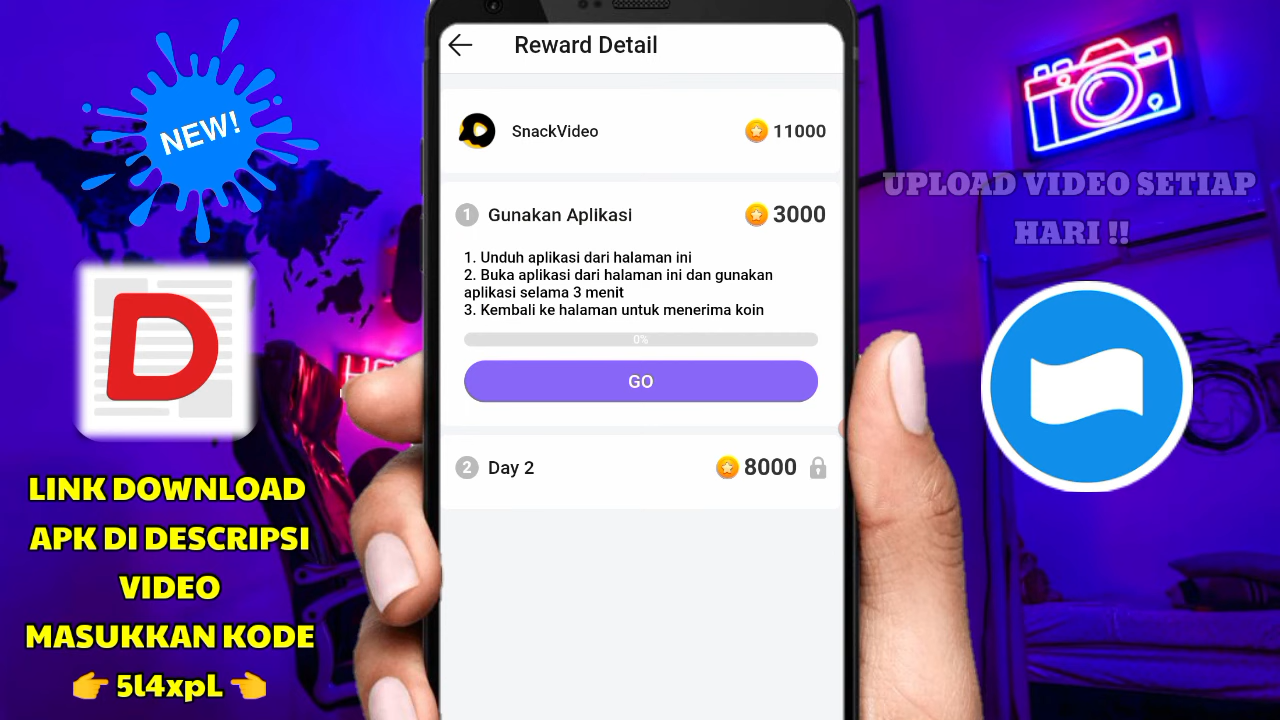 NEW!
UPLOAD VIDEO SETIAP
HARI !!
D
LINK DOWNLOAD
APK DI DESCRIPSI
VIDEO
MASUKKAN KODE
👉 5l4xpL 👈
Reward Detail
SnackVideo 11000
1 Gunakan Aplikasi 3000
1. Unduh aplikasi dari halaman ini
2. Buka aplikasi dari halaman ini dan gunakan
aplikasi selama 3 menit
3. Kembali ke halaman untuk menerima koin
0%
GO
2 Day 2 8000